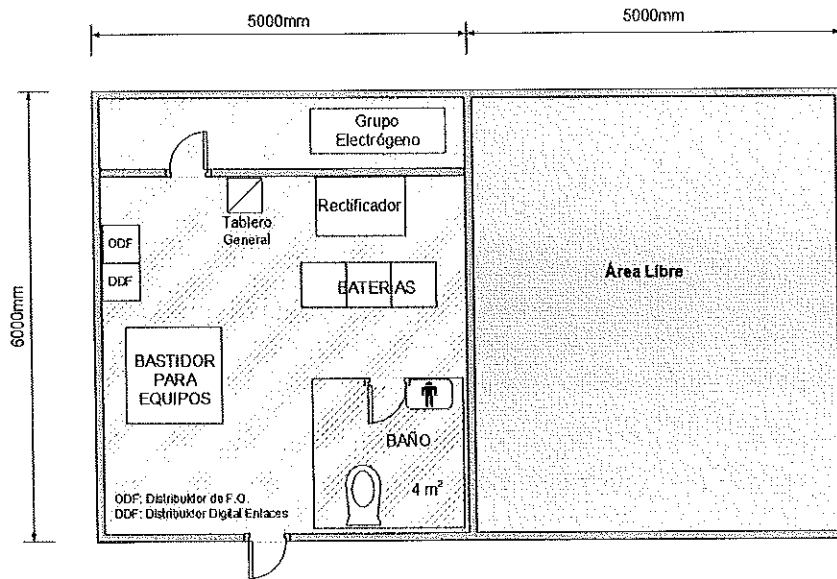 5000mm
5000mm
6000mm
Grupo
Electrógeno
Tablero
General
Rectificador
ODF
DDF
BATERIAS
Área Libre
BASTIDOR
PARA
EQUIPOS
BAÑO
4 m²
ODF: Distribuidor de F.O.
DDF: Distribuidor Digital Enlaces